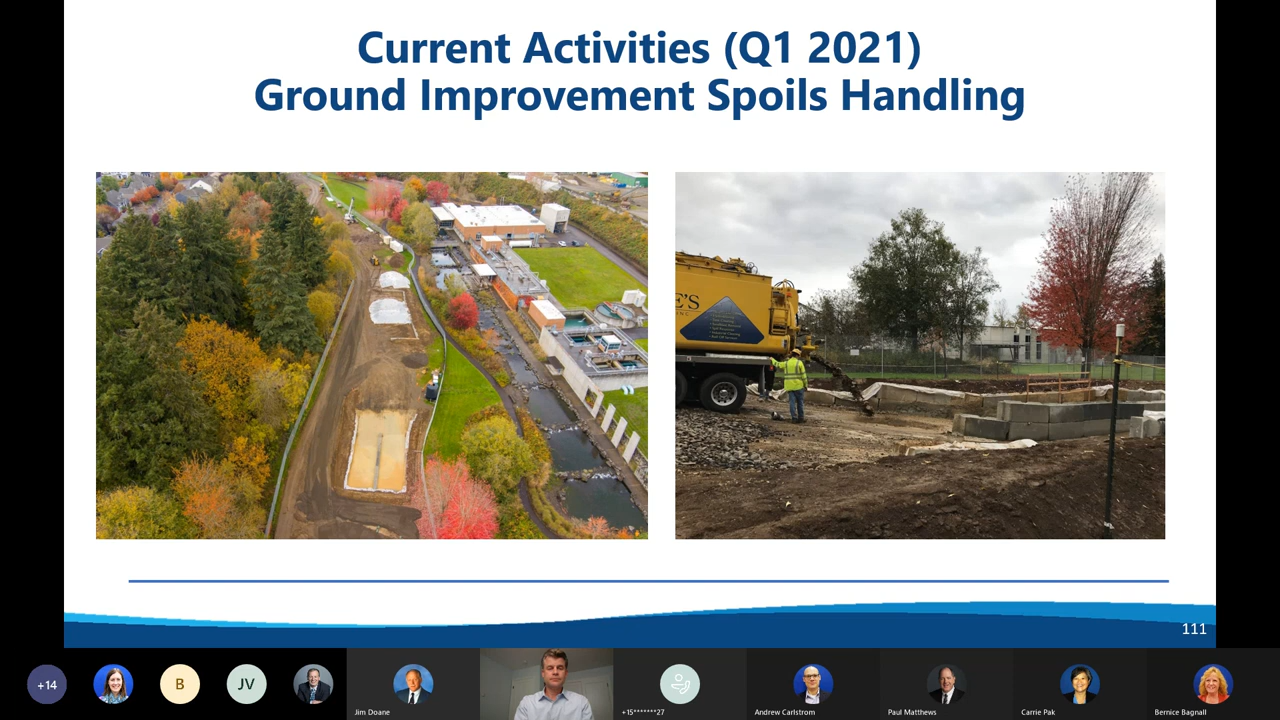 Current Activities (Q1 2021)
Ground Improvement Spoils Handling
E'S
INC
111
+14
B
JV
Jim Doane
+15*******27
Andrew Carlstrom
Paul Matthews
Carrie Pak
Bernice Bagnall